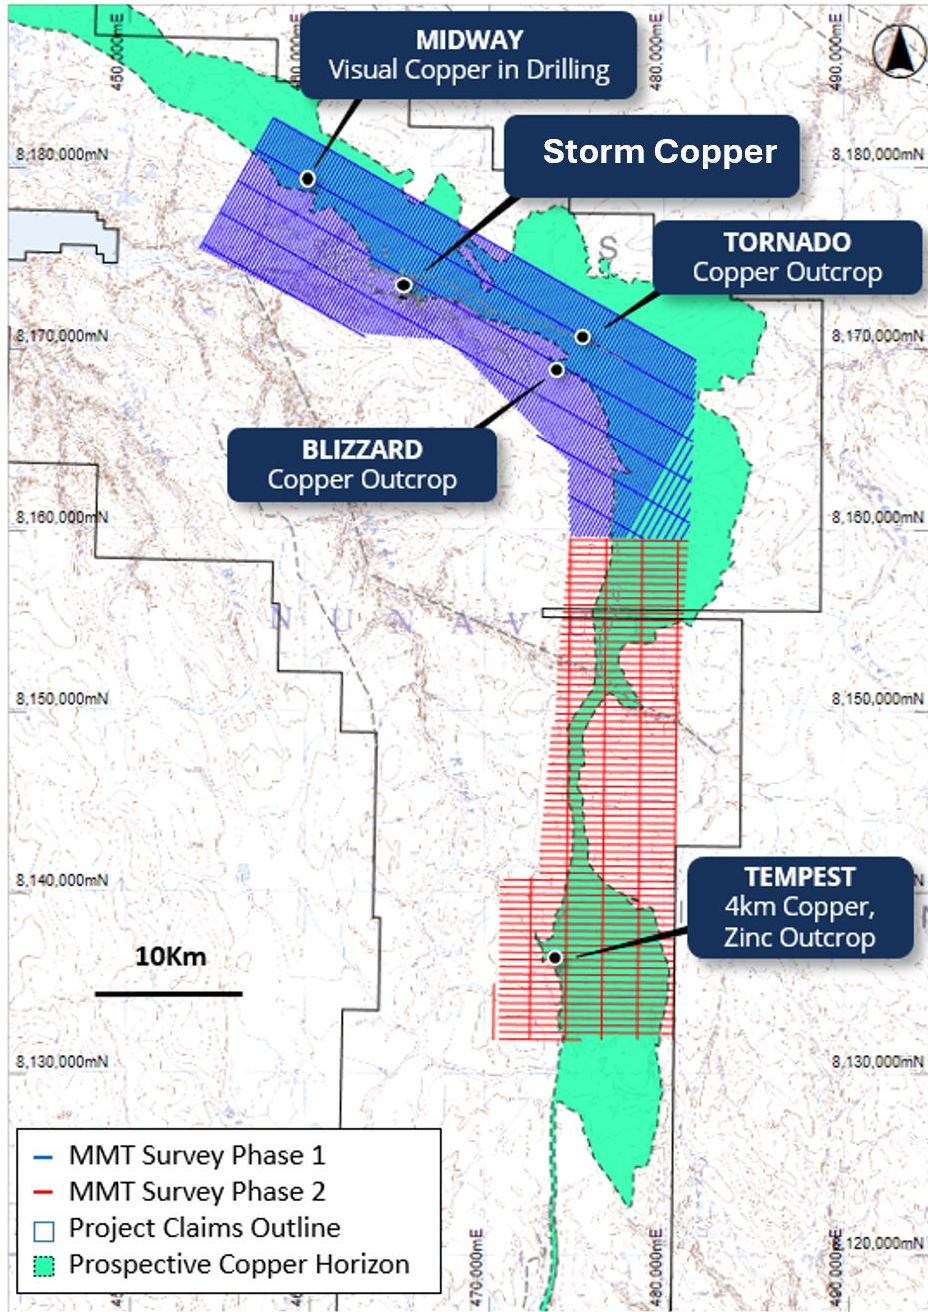 480,000mE
490,000mE
MIDWAY
Visual Copper in Drilling
8,180,000mN
8,180,000mN
Storm Copper
S
TORNADO
Copper Outcrop
8,170,000mN
8,170,000mN
BLIZZARD
Copper Outcrop
8,160,000mN
8,160,000mN
N U N A V
8,150,000mN
8,150,000mN
8,140,000mN
8,140,000mN
TEMPEST
4km Copper,
Zinc Outcrop
10Km
8,130,000mN
8,130,000mN
MMT Survey Phase 1
MMT Survey Phase 2
Project Claims Outline
Prospective Copper Horizon
470,000mE
480,000mE
490,000mE